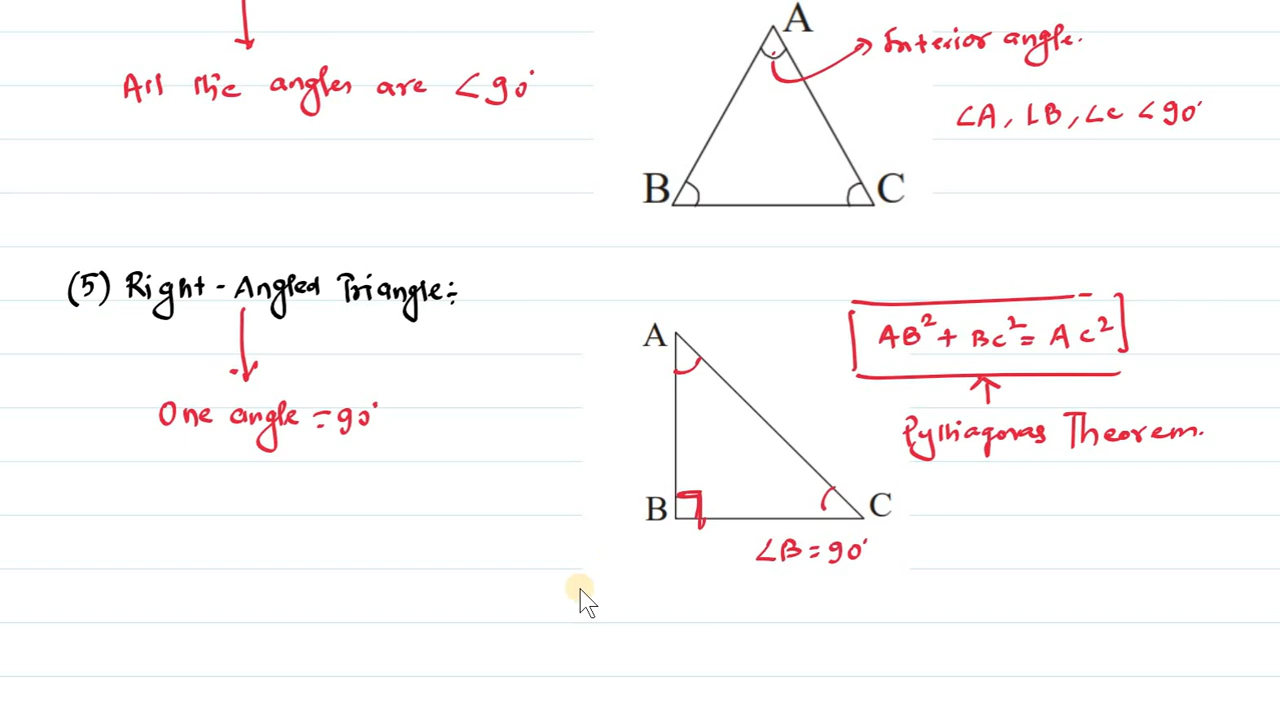 A
Interior angle.
All the angles are <90°
∠A, ∠B, ∠C < 90°
B
C
(5) Right-Angled Triangle:-
One angle = 90°
A
AB²+ BC² = AC²
Pythagoras Theorem.
B
C
∠B = 90°